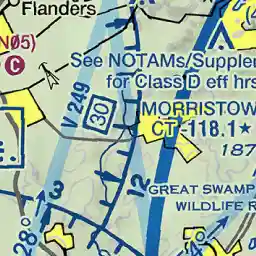 Flanders
N05)
C
See NOTAMs/Supplem
for Class D eff hrs
V 249
30
MORRISTOW
CT - 118.1★
187
GREAT SWAMP
WILDLIFE R
3
12
28°